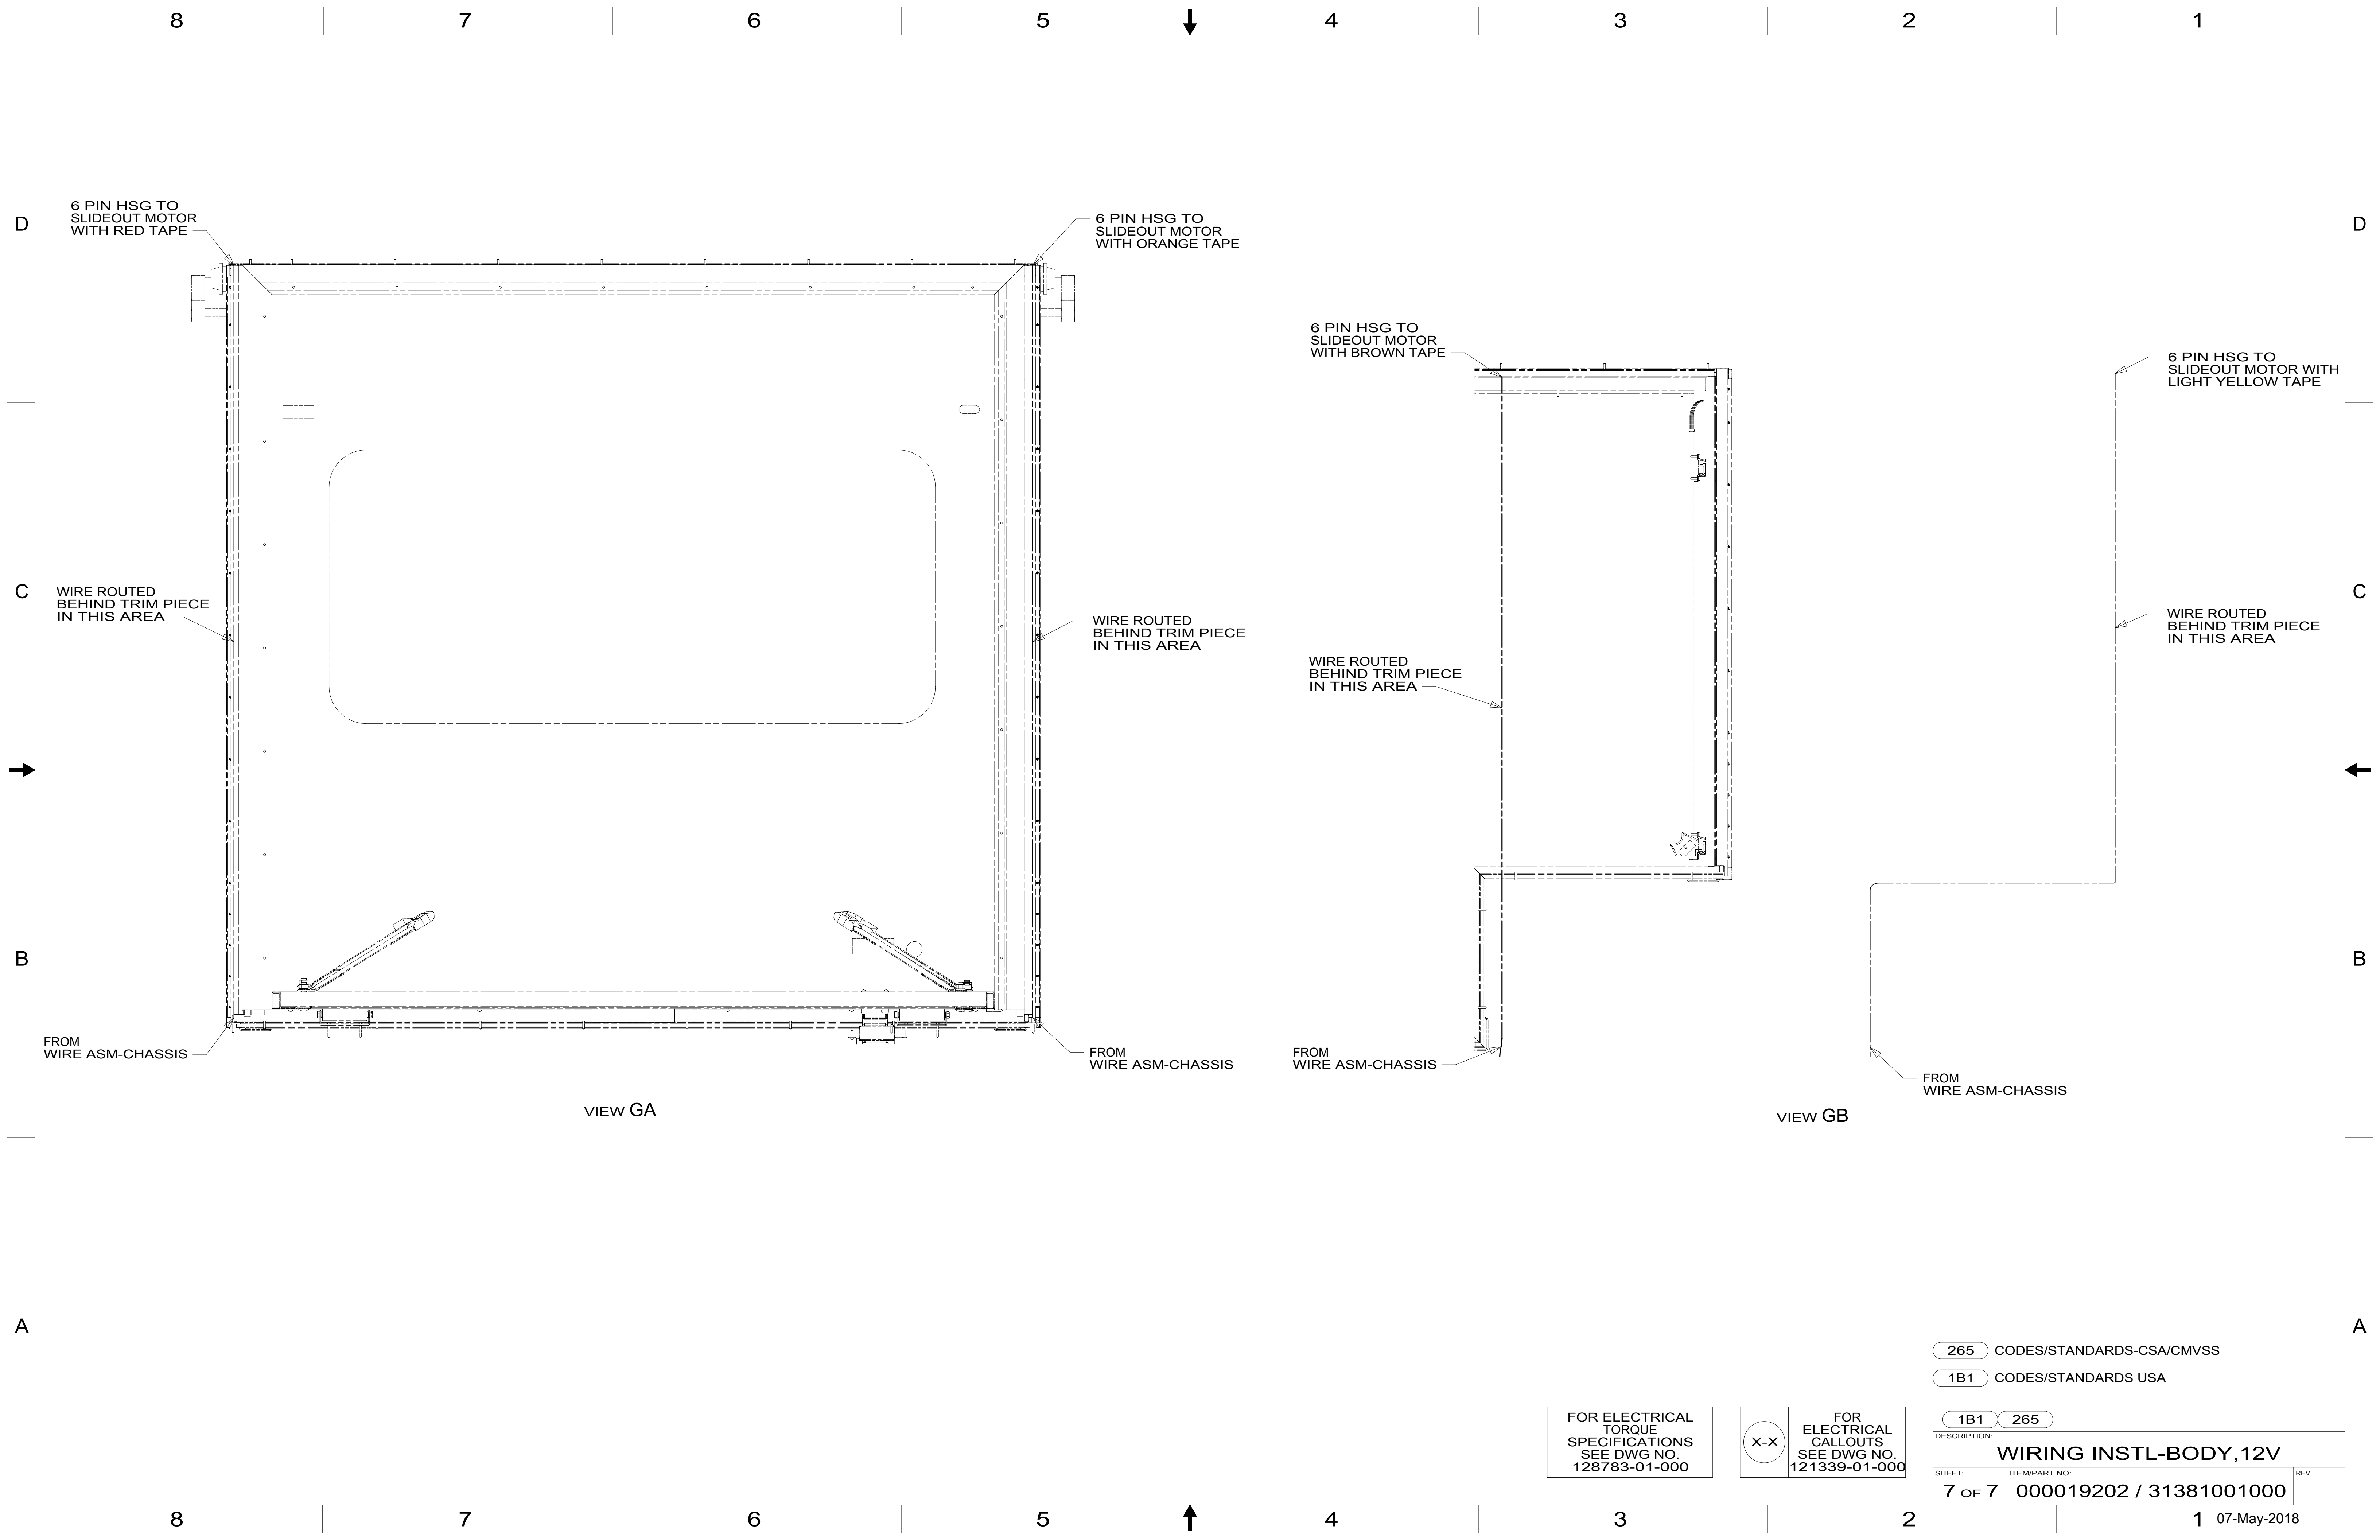 8 7 6 5 4 3 2 1
D
D
6 PIN HSG TO
SLIDEOUT MOTOR
WITH RED TAPE
6 PIN HSG TO
SLIDEOUT MOTOR
WITH ORANGE TAPE
6 PIN HSG TO
SLIDEOUT MOTOR
WITH BROWN TAPE
6 PIN HSG TO
SLIDEOUT MOTOR WITH
LIGHT YELLOW TAPE
C
C
WIRE ROUTED
BEHIND TRIM PIECE
IN THIS AREA
WIRE ROUTED
BEHIND TRIM PIECE
IN THIS AREA
WIRE ROUTED
BEHIND TRIM PIECE
IN THIS AREA
WIRE ROUTED
BEHIND TRIM PIECE
IN THIS AREA
B
B
FROM
WIRE ASM-CHASSIS
FROM
WIRE ASM-CHASSIS
FROM
WIRE ASM-CHASSIS
FROM
WIRE ASM-CHASSIS
VIEW GA
VIEW GB
A
A
265 CODES/STANDARDS-CSA/CMVSS
1B1 CODES/STANDARDS USA
FOR ELECTRICAL
TORQUE
SPECIFICATIONS
SEE DWG NO.
128783-01-000
X-X
FOR
ELECTRICAL
CALLOUTS
SEE DWG NO.
121339-01-000
1B1 265
DESCRIPTION:
WIRING INSTL-BODY,12V
SHEET:
7 OF 7
ITEM/PART NO:
000019202 / 31381001000
REV
8 7 6 5 4 3 2 1
07-May-2018